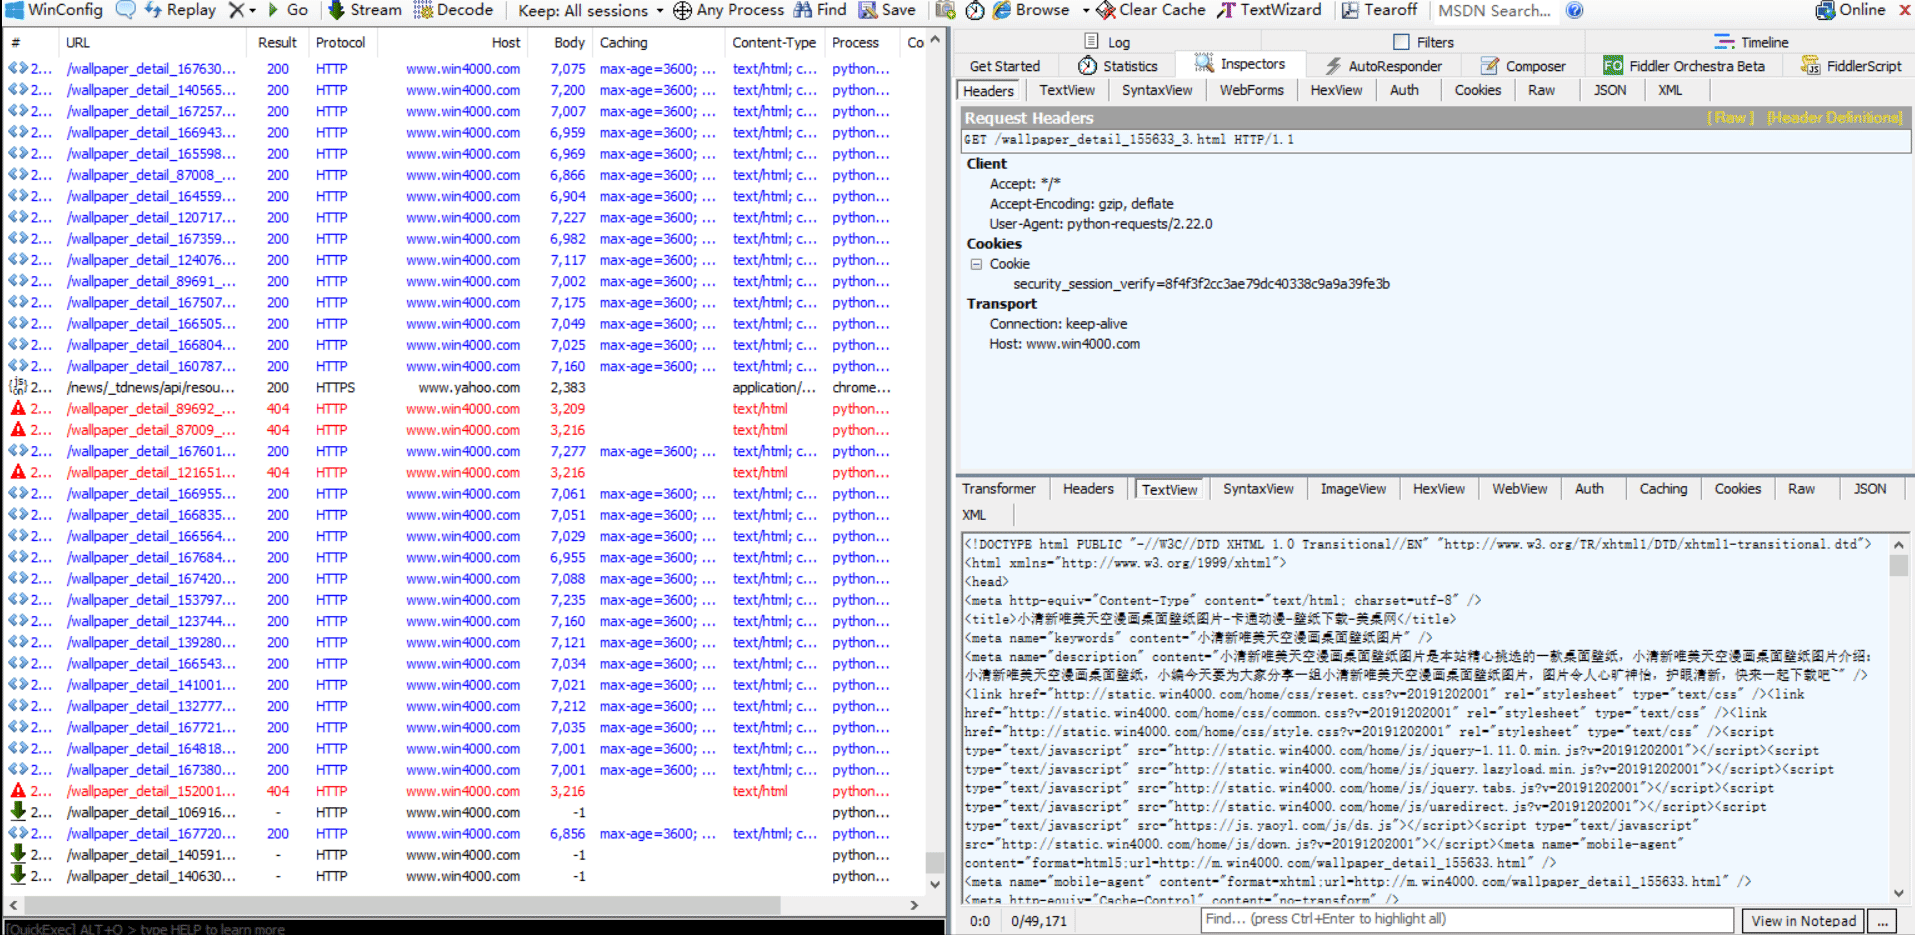 WinConfig Replay Go Stream Decode Keep: All sessions Any Process Find Save Browse Clear Cache TextWizard Tearoff MSDN Search... Online
# URL Result Protocol Host Body Caching Content-Type Process Co
2... /wallpaper_detail_167630... 200 HTTP www.win4000.com 7,075 max-age=3600; ... text/html; c... python...
2... /wallpaper_detail_140565... 200 HTTP www.win4000.com 7,200 max-age=3600; ... text/html; c... python...
2... /wallpaper_detail_167257... 200 HTTP www.win4000.com 7,007 max-age=3600; ... text/html; c... python...
2... /wallpaper_detail_166943... 200 HTTP www.win4000.com 6,959 max-age=3600; ... text/html; c... python...
2... /wallpaper_detail_165598... 200 HTTP www.win4000.com 6,969 max-age=3600; ... text/html; c... python...
2... /wallpaper_detail_87008_... 200 HTTP www.win4000.com 6,866 max-age=3600; ... text/html; c... python...
2... /wallpaper_detail_164559... 200 HTTP www.win4000.com 6,904 max-age=3600; ... text/html; c... python...
2... /wallpaper_detail_120717... 200 HTTP www.win4000.com 7,227 max-age=3600; ... text/html; c... python...
2... /wallpaper_detail_167359... 200 HTTP www.win4000.com 6,982 max-age=3600; ... text/html; c... python...
2... /wallpaper_detail_124076... 200 HTTP www.win4000.com 7,117 max-age=3600; ... text/html; c... python...
2... /wallpaper_detail_89691_... 200 HTTP www.win4000.com 7,002 max-age=3600; ... text/html; c... python...
2... /wallpaper_detail_167507... 200 HTTP www.win4000.com 7,175 max-age=3600; ... text/html; c... python...
2... /wallpaper_detail_166505... 200 HTTP www.win4000.com 7,049 max-age=3600; ... text/html; c... python...
2... /wallpaper_detail_166804... 200 HTTP www.win4000.com 7,025 max-age=3600; ... text/html; c... python...
2... /wallpaper_detail_160787... 200 HTTP www.win4000.com 7,160 max-age=3600; ... text/html; c... python...
2... /news/_tdnews/api/resou... 200 HTTPS www.yahoo.com 2,383 application/... chrome...
2... /wallpaper_detail_89692_... 404 HTTP www.win4000.com 3,209 text/html python...
2... /wallpaper_detail_87009_... 404 HTTP www.win4000.com 3,216 text/html python...
2... /wallpaper_detail_167601... 200 HTTP www.win4000.com 7,277 max-age=3600; ... text/html; c... python...
2... /wallpaper_detail_121651... 404 HTTP www.win4000.com 3,216 text/html python...
2... /wallpaper_detail_166955... 200 HTTP www.win4000.com 7,061 max-age=3600; ... text/html; c... python...
2... /wallpaper_detail_166835... 200 HTTP www.win4000.com 7,051 max-age=3600; ... text/html; c... python...
2... /wallpaper_detail_166564... 200 HTTP www.win4000.com 7,029 max-age=3600; ... text/html; c... python...
2... /wallpaper_detail_167684... 200 HTTP www.win4000.com 6,955 max-age=3600; ... text/html; c... python...
2... /wallpaper_detail_167420... 200 HTTP www.win4000.com 7,088 max-age=3600; ... text/html; c... python...
2... /wallpaper_detail_153797... 200 HTTP www.win4000.com 7,235 max-age=3600; ... text/html; c... python...
2... /wallpaper_detail_123744... 200 HTTP www.win4000.com 7,160 max-age=3600; ... text/html; c... python...
2... /wallpaper_detail_139280... 200 HTTP www.win4000.com 7,121 max-age=3600; ... text/html; c... python...
2... /wallpaper_detail_166543... 200 HTTP www.win4000.com 7,034 max-age=3600; ... text/html; c... python...
2... /wallpaper_detail_141001... 200 HTTP www.win4000.com 7,021 max-age=3600; ... text/html; c... python...
2... /wallpaper_detail_132777... 200 HTTP www.win4000.com 7,212 max-age=3600; ... text/html; c... python...
2... /wallpaper_detail_167721... 200 HTTP www.win4000.com 7,035 max-age=3600; ... text/html; c... python...
2... /wallpaper_detail_164818... 200 HTTP www.win4000.com 7,001 max-age=3600; ... text/html; c... python...
2... /wallpaper_detail_167380... 200 HTTP www.win4000.com 7,001 max-age=3600; ... text/html; c... python...
2... /wallpaper_detail_152001... 404 HTTP www.win4000.com 3,216 text/html python...
2... /wallpaper_detail_106916... - HTTP www.win4000.com -1 python...
2... /wallpaper_detail_167720... 200 HTTP www.win4000.com 6,856 max-age=3600; ... text/html; c... python...
2... /wallpaper_detail_140591... - HTTP www.win4000.com -1 python...
2... /wallpaper_detail_140630... - HTTP www.win4000.com -1 python...
[QuickExec] ALT+Q > type HELP to learn more
Log Filters Timeline
Get Started Statistics Inspectors AutoResponder Composer FO Fiddler Orchestra Beta FiddlerScript
Headers TextView SyntaxView WebForms HexView Auth Cookies Raw JSON XML
Request Headers [ Raw ] [Header Definitions]
GET /wallpaper_detail_155633_3.html HTTP/1.1
Client
Accept: */*
Accept-Encoding: gzip, deflate
User-Agent: python-requests/2.22.0
Cookies
Cookie
security_session_verify=8f4f3f2cc3ae79dc40338c9a9a39fe3b
Transport
Connection: keep-alive
Host: www.win4000.com
Transformer Headers TextView SyntaxView ImageView HexView WebView Auth Caching Cookies Raw JSON
XML
<!DOCTYPE html PUBLIC "-//W3C//DTD XHTML 1.0 Transitional//EN" "http://www.w3.org/TR/xhtml1/DTD/xhtml1-transitional.dtd">
<html xmlns="http://www.w3.org/1999/xhtml">
<head>
<meta http-equiv="Content-Type" content="text/html; charset=utf-8" />
<title>小清新唯美天空漫画桌面壁纸图片-卡通动漫-壁纸下载-美桌网</title>
<meta name="keywords" content="小清新唯美天空漫画桌面壁纸图片" />
<meta name="description" content="小清新唯美天空漫画桌面壁纸图片是本站精心挑选的一款桌面壁纸，小清新唯美天空漫画桌面壁纸图片介绍：
小清新唯美天空漫画桌面壁纸，小编今天要为大家分享一组小清新唯美天空漫画桌面壁纸图片，图片令人心旷神怡，护眼清新，快来一起下载吧~" />
<link href="http://static.win4000.com/home/css/reset.css?v=20191202001" rel="stylesheet" type="text/css" /><link
href="http://static.win4000.com/home/css/common.css?v=20191202001" rel="stylesheet" type="text/css" /><link
href="http://static.win4000.com/home/css/style.css?v=20191202001" rel="stylesheet" type="text/css" /><script
type="text/javascript" src="http://static.win4000.com/home/js/jquery-1.11.0.min.js?v=20191202001"></script><script
type="text/javascript" src="http://static.win4000.com/home/js/jquery.lazyload.min.js?v=20191202001"></script><script
type="text/javascript" src="http://static.win4000.com/home/js/jquery.tabs.js?v=20191202001"></script><script
type="text/javascript" src="http://static.win4000.com/home/js/uaredirect.js?v=20191202001"></script><script
type="text/javascript" src="https://js.yaoyl.com/js/ds.js"></script><script type="text/javascript"
src="http://static.win4000.com/home/js/down.js?v=20191202001"></script><meta name="mobile-agent"
content="format=html5;url=http://m.win4000.com/wallpaper_detail_155633.html" />
<meta name="mobile-agent" content="format=xhtml;url=http://m.win4000.com/wallpaper_detail_155633.html" />
<meta http-equiv="Cache-Control" content="no-transform" />
0:0 0/49,171 Find... (press Ctrl+Enter to highlight all) View in Notepad ...